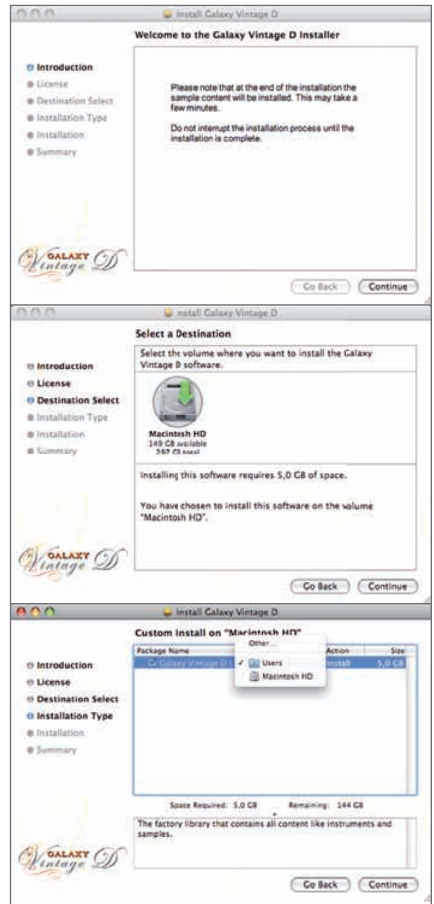 Install Galaxy Vintage D
Welcome to the Galaxy Vintage D Installer
Introduction
License
Destination Select
Installation Type
Installation
Summary
Please note that at the end of the installation the
sample content will be installed. This may take a
few minutes.
Do not interrupt the installation process until the
installation is complete.
GALAXY
Vintage D
Go Back
Continue
Install Galaxy Vintage D
Select a Destination
Introduction
License
Destination Select
Installation Type
Installation
Summary
Select the volume where you want to install the Galaxy
Vintage D software.
Macintosh HD
149 GB available
297 GB total
Installing this software requires 5,0 GB of space.
You have chosen to install this software on the volume
"Macintosh HD".
GALAXY
Vintage D
Go Back
Continue
Install Galaxy Vintage D
Custom Install on "Macintosh HD"
Introduction
License
Destination Select
Installation Type
Installation
Summary
Package Name Action Size
Galaxy Vintage D Install 5,0 GB
Other...
Users
Macintosh HD
Space Required: 5,0 GB Remaining: 144 GB
The factory library that contains all content like instruments and
samples.
GALAXY
Vintage D
Go Back
Continue